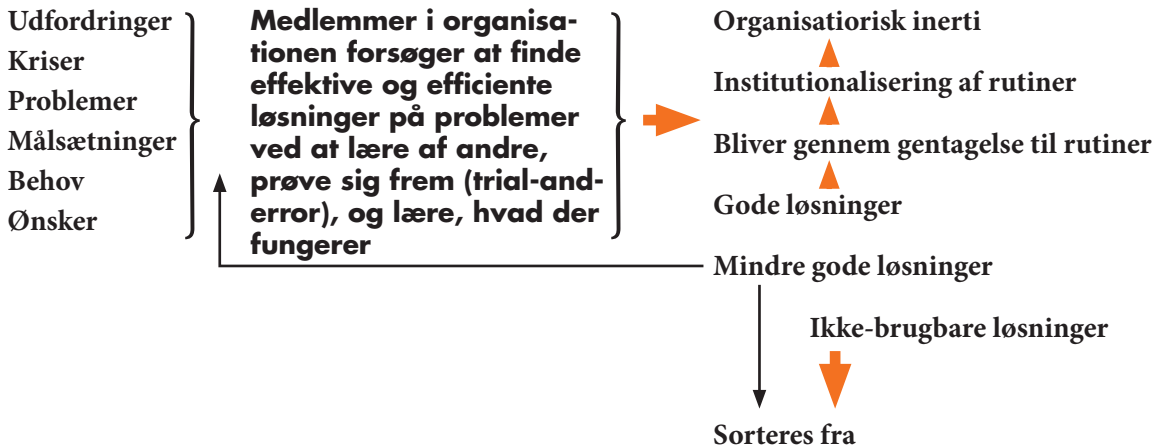 Udfordringer
Kriser
Problemer
Målsætninger
Behov
Ønsker
Medlemmer i organisa-
tionen forsøger at finde
effektive og efficiente
løsninger på problemer
ved at lære af andre,
prøve sig frem (trial-and-
error), og lære, hvad der
fungerer
Organisatiorisk inerti
Institutionalisering af rutiner
Bliver gennem gentagelse til rutiner
Gode løsninger
Mindre gode løsninger
Ikke-brugbare løsninger
Sorteres fra